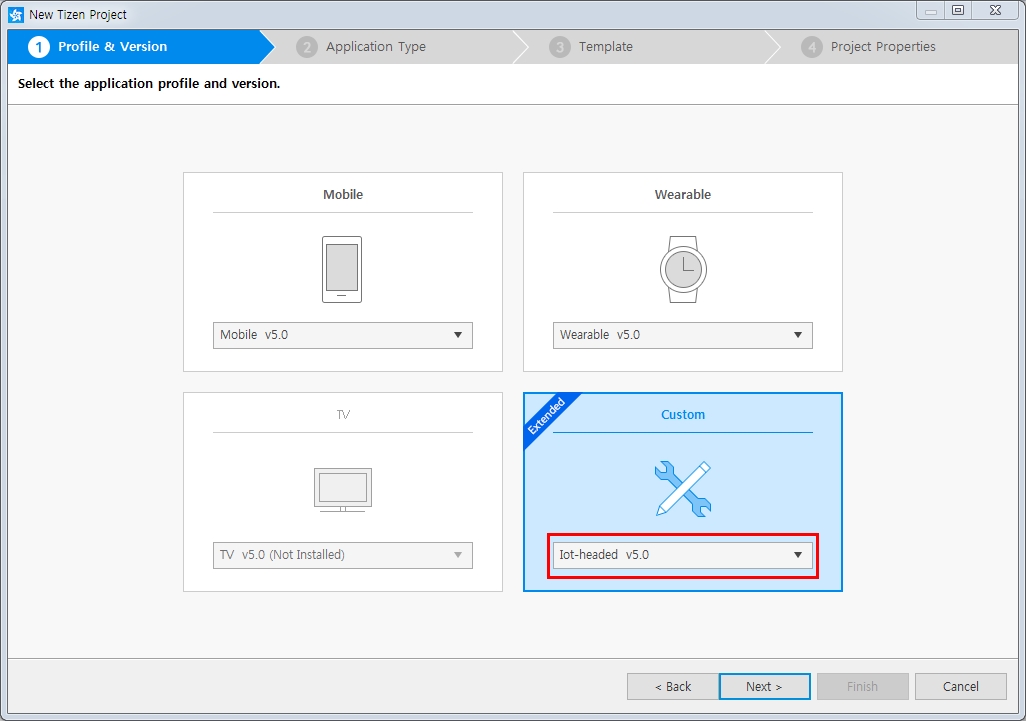 New Tizen Project
1 Profile & Version
2 Application Type
3 Template
4 Project Properties
Select the application profile and version.
Mobile
Wearable
Mobile v5.0
Wearable v5.0
TV
Extended
Custom
TV v5.0 (Not Installed)
Iot-headed v5.0
< Back
Next >
Finish
Cancel